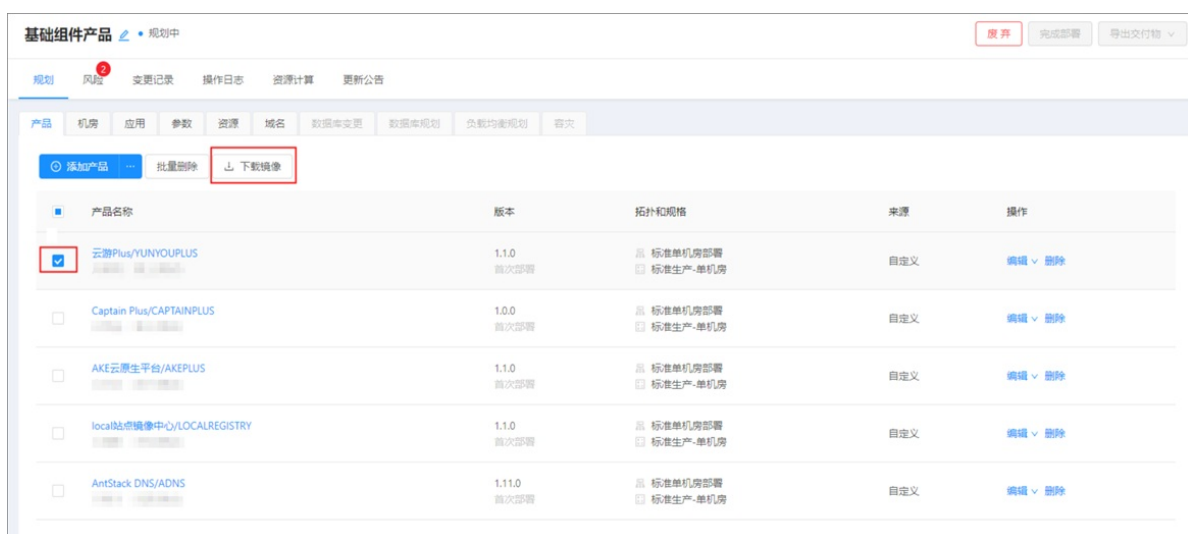 基础组件产品 • 规划中 废 弃 完成部署 导出交付物
规划 风险 2 变更记录 操作日志 资源计算 更新公告
产品 机房 应用 参数 资源 域名 数据库变更 数据库规划 负载均衡规划 容灾
添加产品 ... 批量删除 下载镜像
产品名称 版本 拓扑和规格 来源 操作
云游Plus/YUNYOUPLUS 1.1.0 标准单机房部署 自定义 编辑 删除
首次部署 标准生产-单机房
Captain Plus/CAPTAINPLUS 1.0.0 标准单机房部署 自定义 编辑 删除
首次部署 标准生产-单机房
AKE云原生平台/AKEPLUS 1.1.0 标准单机房部署 自定义 编辑 删除
首次部署 标准生产-单机房
local站点镜像中心/LOCALREGISTRY 1.1.0 标准单机房部署 自定义 编辑 删除
首次部署 标准生产-单机房
AntStack DNS/ADNS 1.11.0 标准单机房部署 自定义 编辑 删除
首次部署 标准生产-单机房